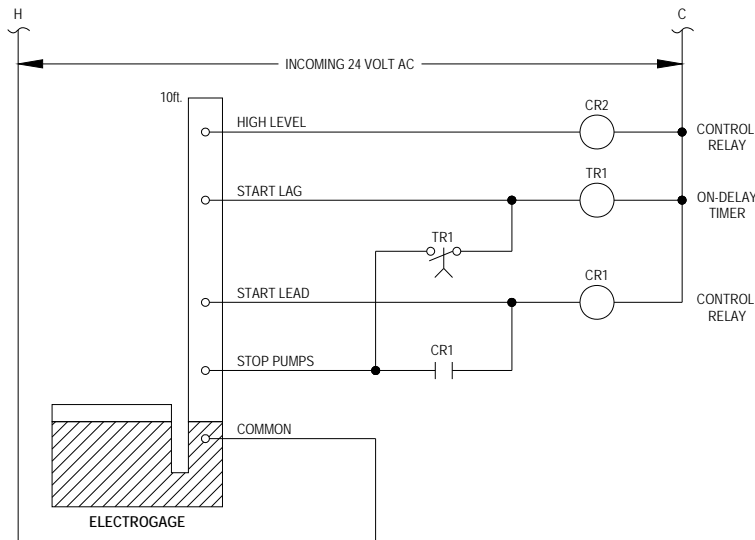 H
C
INCOMING 24 VOLT AC
10ft.
HIGH LEVEL
CR2
CONTROL
RELAY
START LAG
TR1
ON-DELAY
TIMER
TR1
START LEAD
CR1
CONTROL
RELAY
STOP PUMPS
CR1
COMMON
ELECTROGAGE